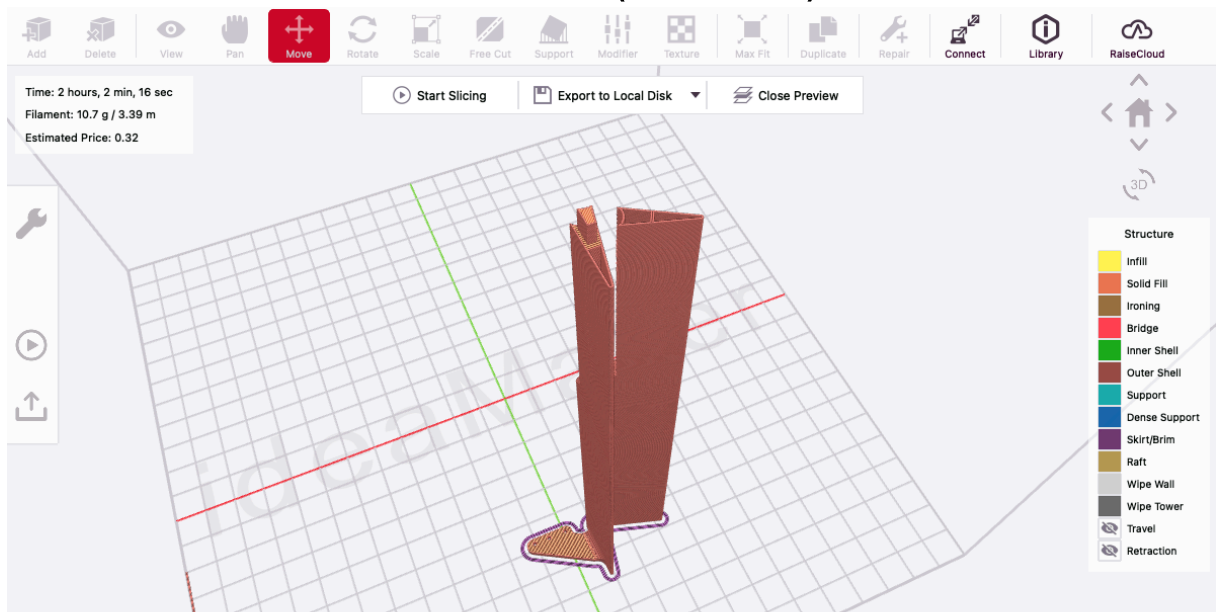 Add
Delete
View
Pan
Move
Rotate
Scale
Free Cut
Support
Modifier
Texture
Max Fit
Duplicate
Repair
Connect
Library
RaiseCloud
Time: 2 hours, 2 min, 16 sec
Filament: 10.7 g / 3.39 m
Estimated Price: 0.32
Start Slicing
Export to Local Disk
Close Preview
3D
Structure
Infill
Solid Fill
Ironing
Bridge
Inner Shell
Outer Shell
Support
Dense Support
Skirt/Brim
Raft
Wipe Wall
Wipe Tower
Travel
Retraction